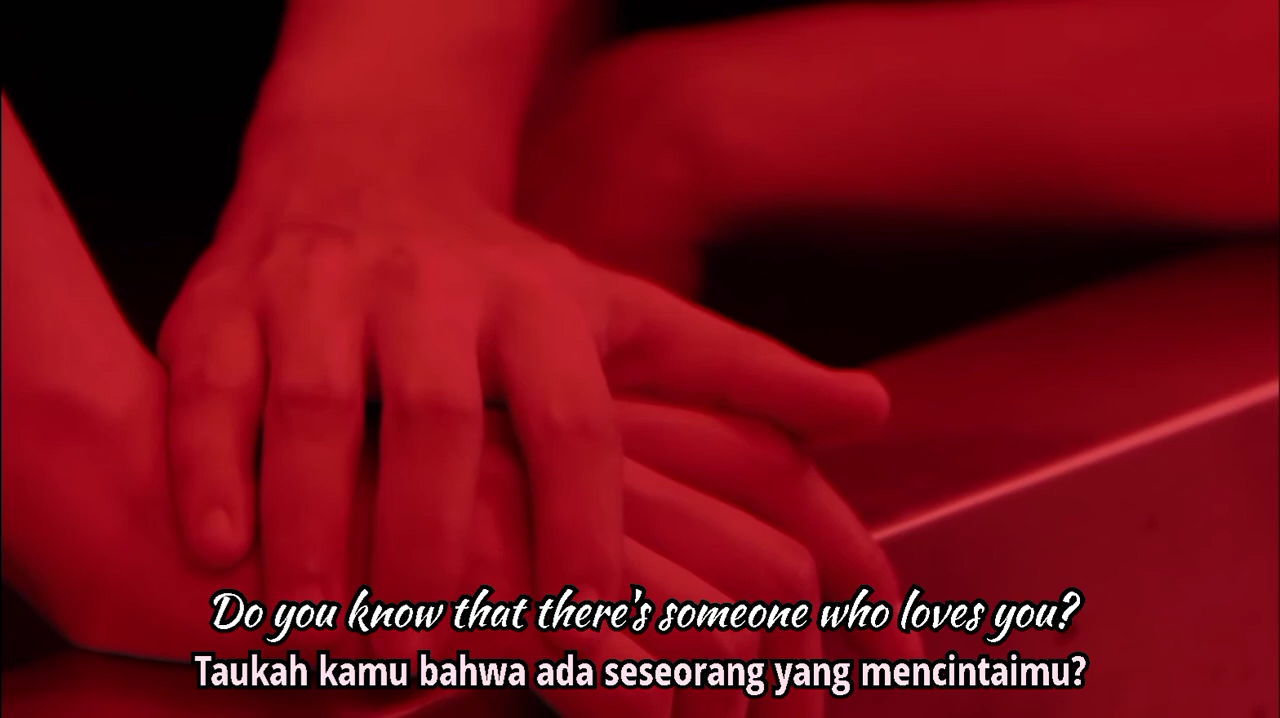 Do you know that there's someone who loves you?
Taukah kamu bahwa ada seseorang yang mencintaimu?